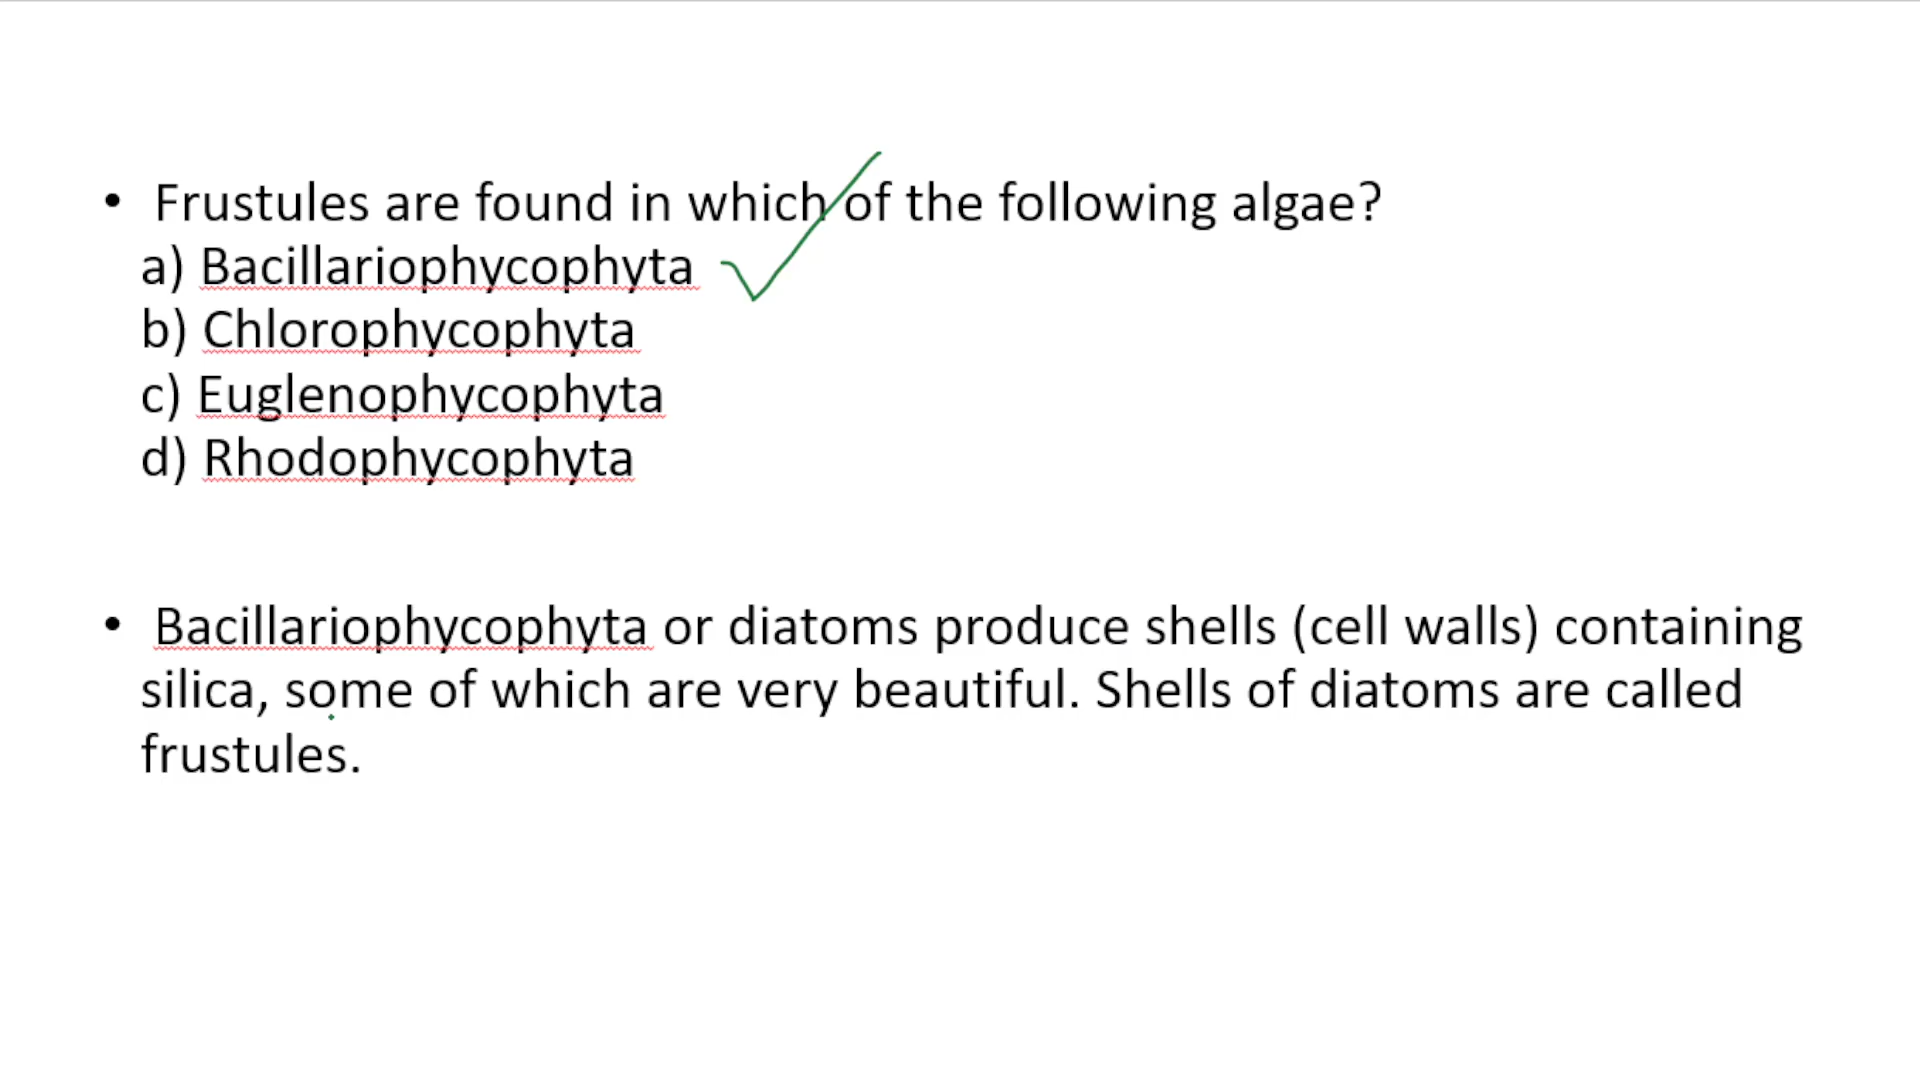 • Frustules are found in which of the following algae?
a) Bacillariophycophyta
b) Chlorophycophyta
c) Euglenophycophyta
d) Rhodophycophyta
• Bacillariophycophyta or diatoms produce shells (cell walls) containing
silica, some of which are very beautiful. Shells of diatoms are called
frustules.